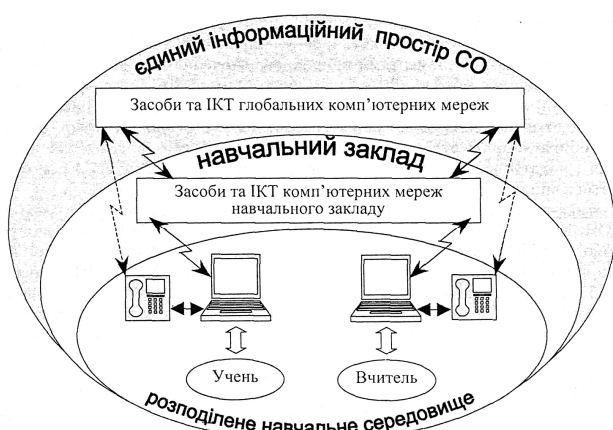 єдиний інформаційний простір СО
Засоби та ІКТ глобальних комп’ютерних мереж
навчальний заклад
Засоби та ІКТ комп’ютерних мереж
навчального закладу
Учень
Вчитель
розподілене навчальне середовище